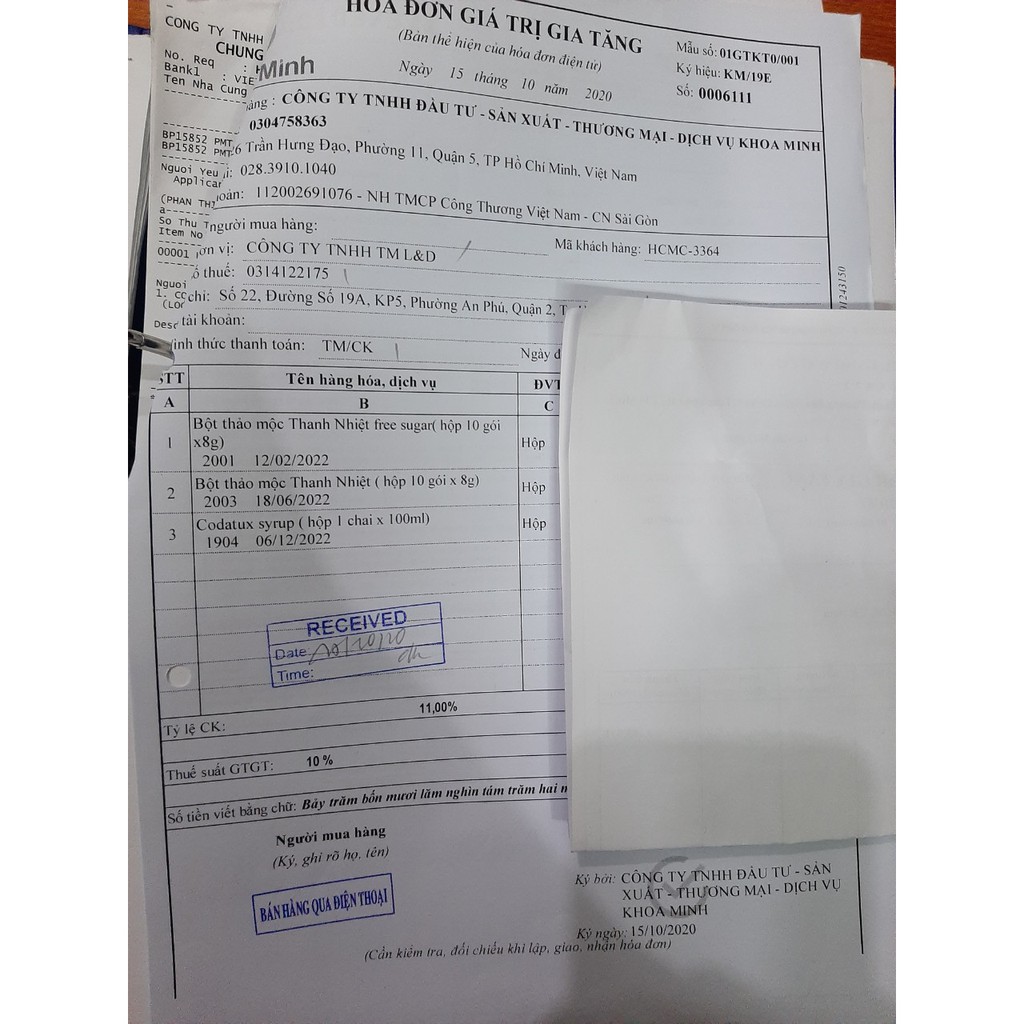 HÓA ĐƠN GIÁ TRỊ GIA TĂNG
(Bản thể hiện của hóa đơn điện tử)
Ngày 15 tháng 10 năm 2020
Mẫu số: 01GTKT0/001
Ký hiệu: KM/19E
Số: 0006111
CÔNG TY TNHH
CHUNG
No. Req :
Bank1 : VIE
Ten Nha Cung
Minh
àng : CÔNG TY TNHH ĐẦU TƯ - SẢN XUẤT - THƯƠNG MẠI - DỊCH VỤ KHOA MINH
0304758363
BP15852 PMT
BP15852 PMT
6 Trần Hưng Đạo, Phường 11, Quận 5, TP Hồ Chí Minh, Việt Nam
Nguoi Yeu
Applicar
028.3910.1040
oản: 112002691076 - NH TMCP Công Thương Việt Nam - CN Sài Gòn
(PHAN THI
a
So Thu T
Item No
00001
người mua hàng:
Mã khách hàng: HCMC-3364
ơn vị: CÔNG TY TNHH TM L&D
ố thuế: 0314122175
Nguoi
1. CC
(LOC
chi: Số 22, Đường Số 19A, KP5, Phường An Phú, Quận 2,
Desc
tài khoản:
ình thức thanh toán: TM/CK
Ngày đ
01243150
STT Tên hàng hóa, dịch vụ ĐVT
A B C
1 Bột thảo mộc Thanh Nhiệt free sugar( hộp 10 gói x8g) Hộp
2001 12/02/2022
2 Bột thảo mộc Thanh Nhiệt ( hộp 10 gói x 8g) Hộp
2003 18/06/2022
3 Codatux syrup ( hộp 1 chai x 100ml) Hộp
1904 06/12/2022
RECEIVED
Date
Time:
Tỷ lệ CK: 11,00%
Thuế suất GTGT: 10 %
Số tiền viết bằng chữ: Bảy trăm bốn mươi lăm nghìn tám trăm hai
Người mua hàng
(Ký, ghi rõ họ, tên)
BÁN HÀNG QUA ĐIỆN THOẠI
Ký bởi: CÔNG TY TNHH ĐẦU TƯ - SẢN
XUẤT - THƯƠNG MẠI - DỊCH VỤ
KHOA MINH
Ký ngày: 15/10/2020
(Cần kiểm tra, đối chiếu khi lập, giao, nhận hóa đơn)